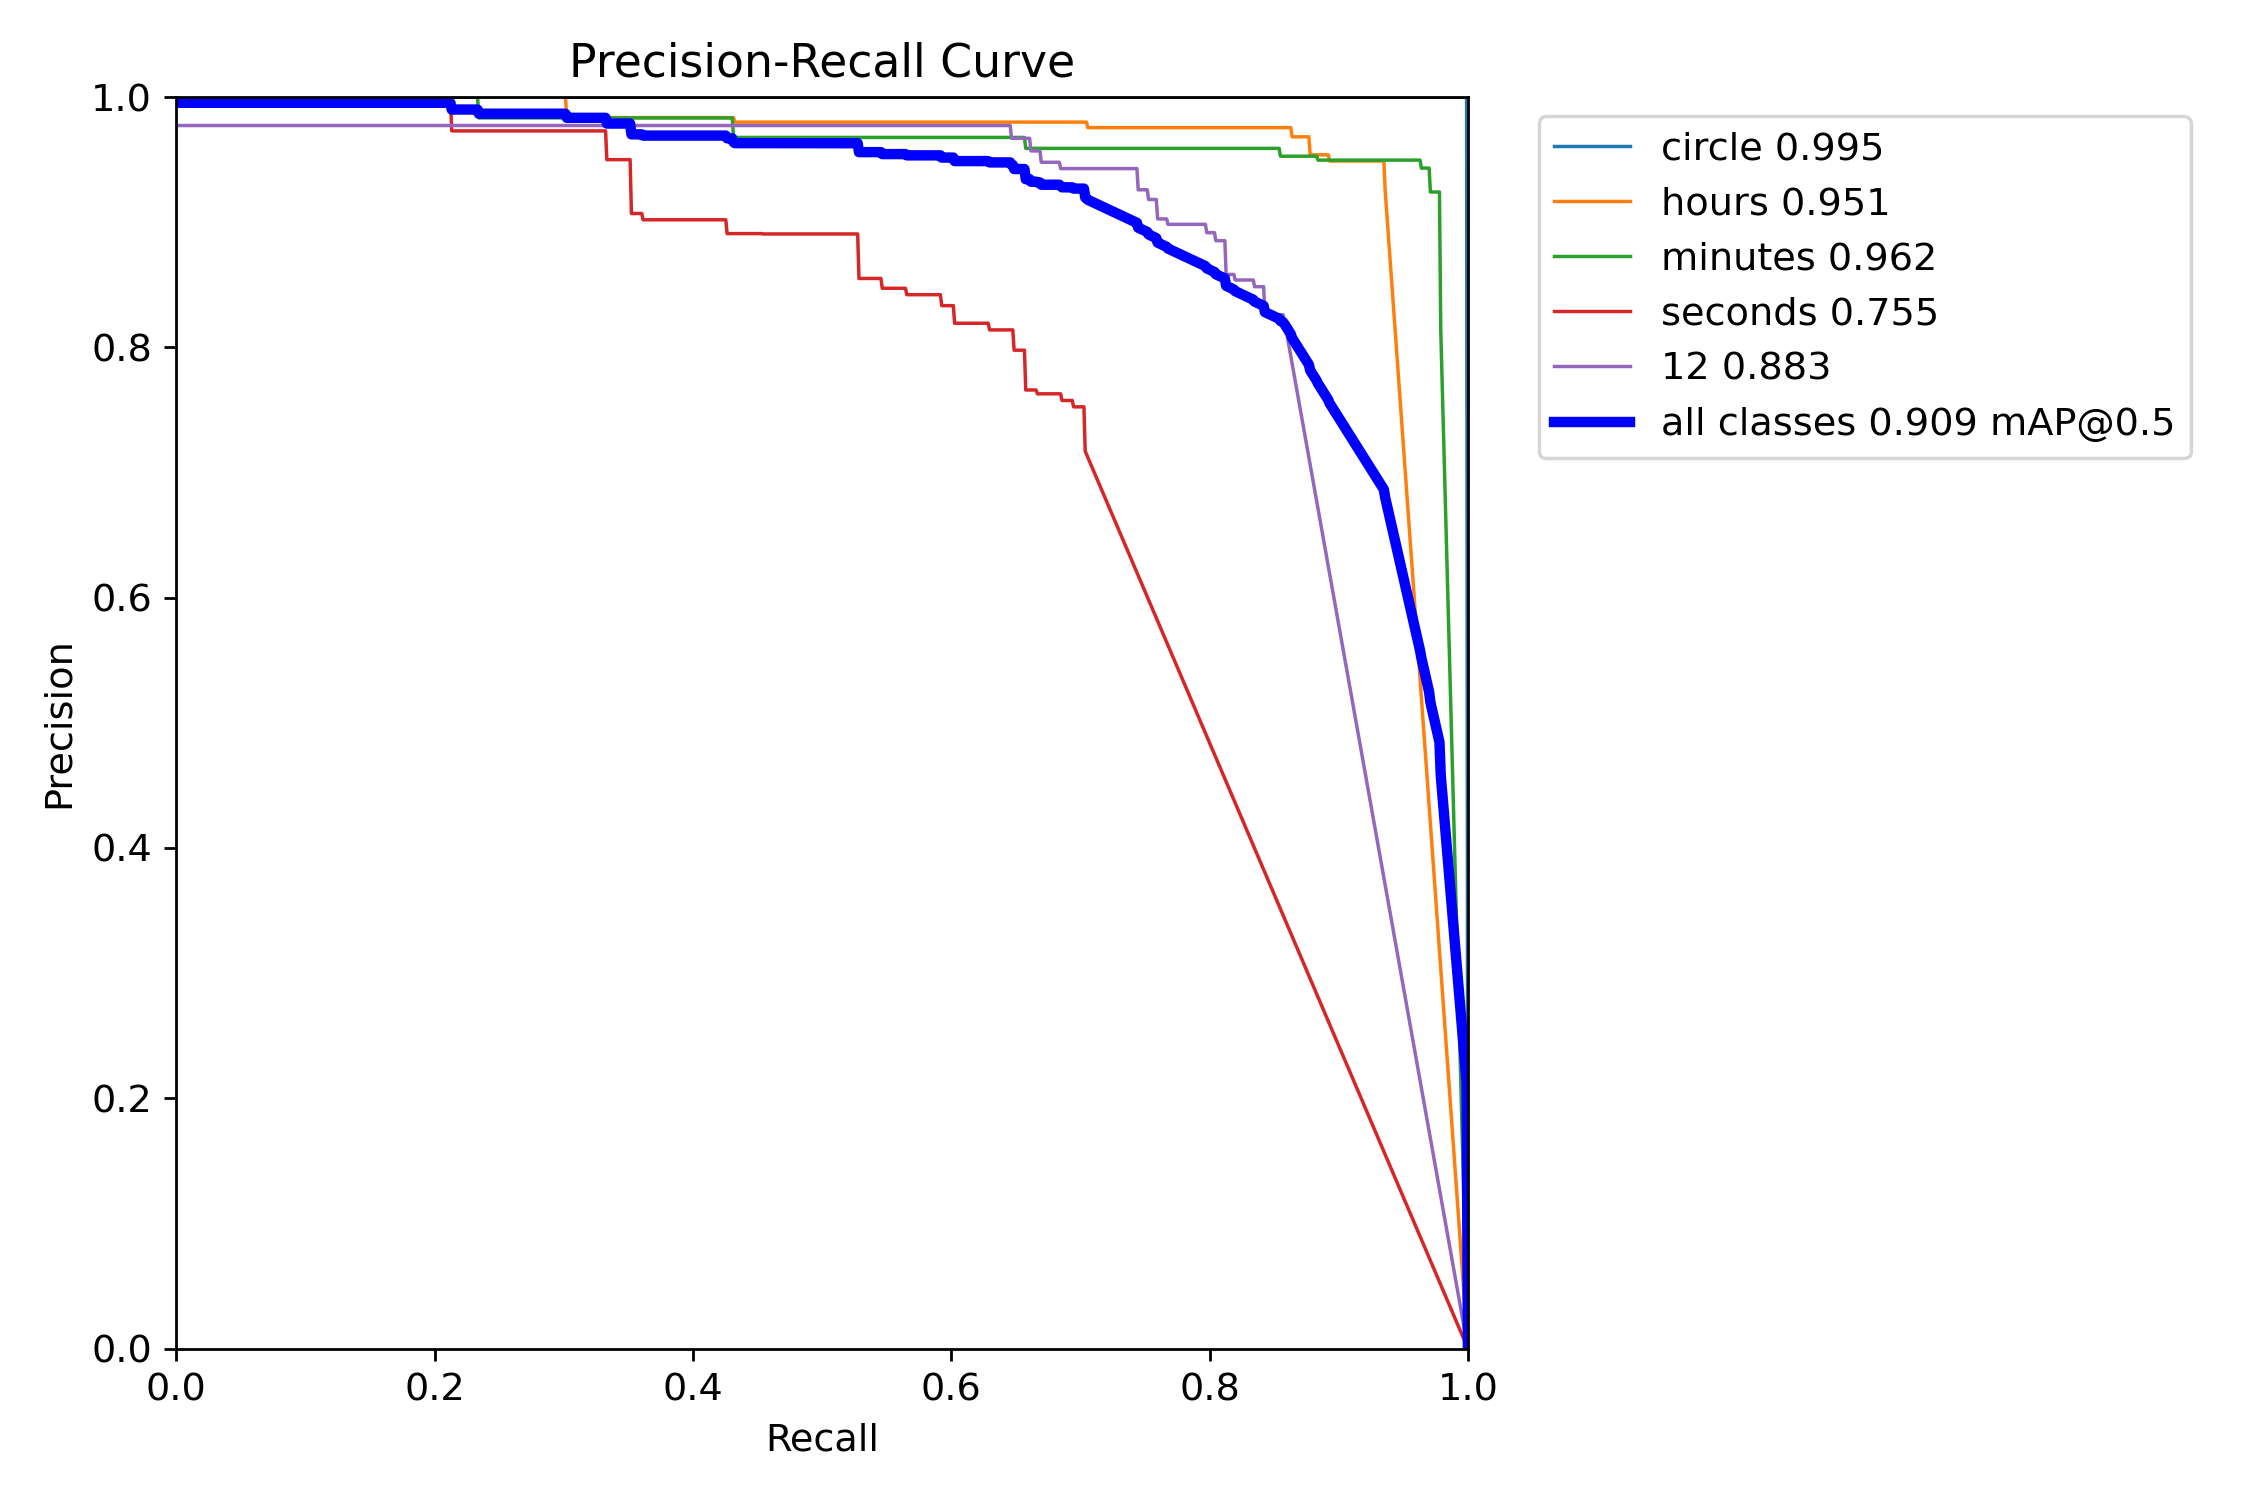 Precision-Recall Curve
1.0
0.8
0.6
0.4
0.2
0.0
Precision
0.0 0.2 0.4 0.6 0.8 1.0
Recall
circle 0.995
hours 0.951
minutes 0.962
seconds 0.755
12 0.883
all classes 0.909 mAP@0.5